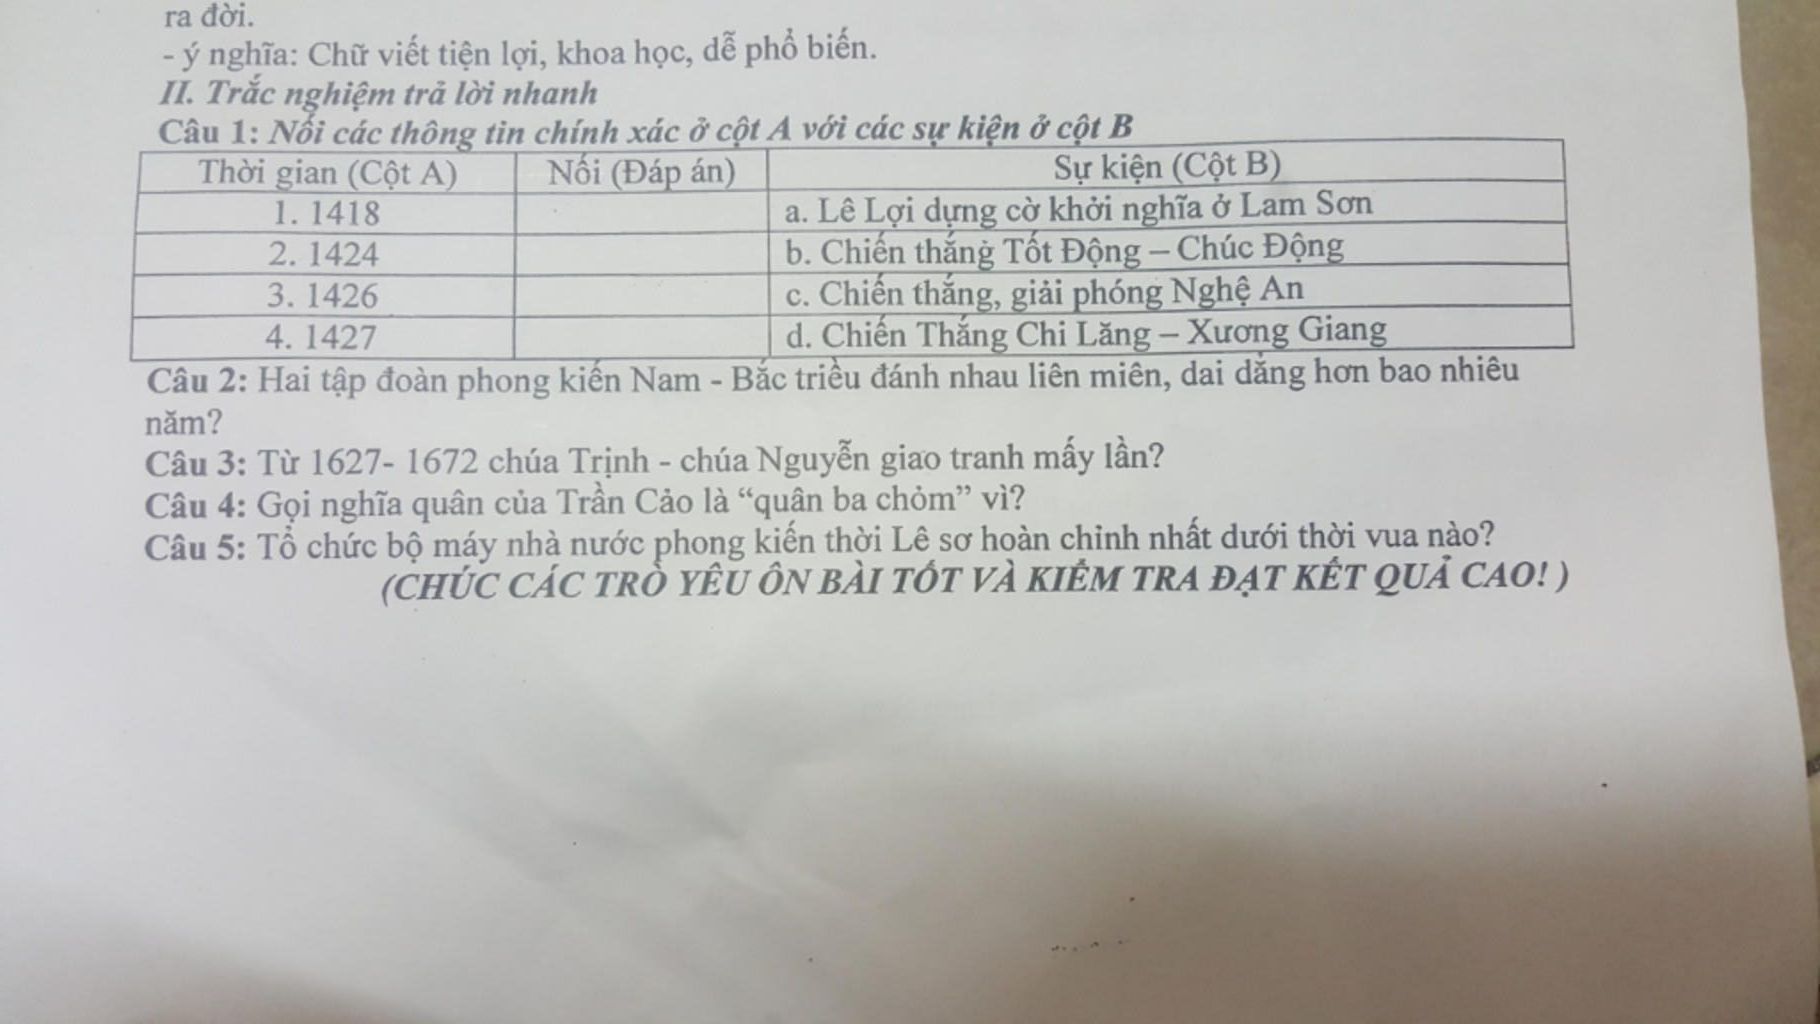 ra đời.
- ý nghĩa: Chữ viết tiện lợi, khoa học, dễ phổ biến.
II. Trắc nghiệm trả lời nhanh
Câu 1: Nối các thông tin chính xác ở cột A với các sự kiện ở cột B
Thời gian (Cột A) Nối (Đáp án) Sự kiện (Cột B)
1. 1418 a. Lê Lợi dựng cờ khởi nghĩa ở Lam Sơn
2. 1424 b. Chiến thắng Tốt Động – Chúc Động
3. 1426 c. Chiến thắng, giải phóng Nghệ An
4. 1427 d. Chiến Thắng Chi Lăng – Xương Giang
Câu 2: Hai tập đoàn phong kiến Nam - Bắc triều đánh nhau liên miên, dai dẳng hơn bao nhiêu
năm?
Câu 3: Từ 1627- 1672 chúa Trịnh - chúa Nguyễn giao tranh mấy lần?
Câu 4: Gọi nghĩa quân của Trần Cảo là “quân ba chỏm” vì?
Câu 5: Tổ chức bộ máy nhà nước phong kiến thời Lê sơ hoàn chỉnh nhất dưới thời vua nào?
(CHÚC CÁC TRÒ YÊU ÔN BÀI TỐT VÀ KIỂM TRA ĐẠT KẾT QUẢ CAO! )